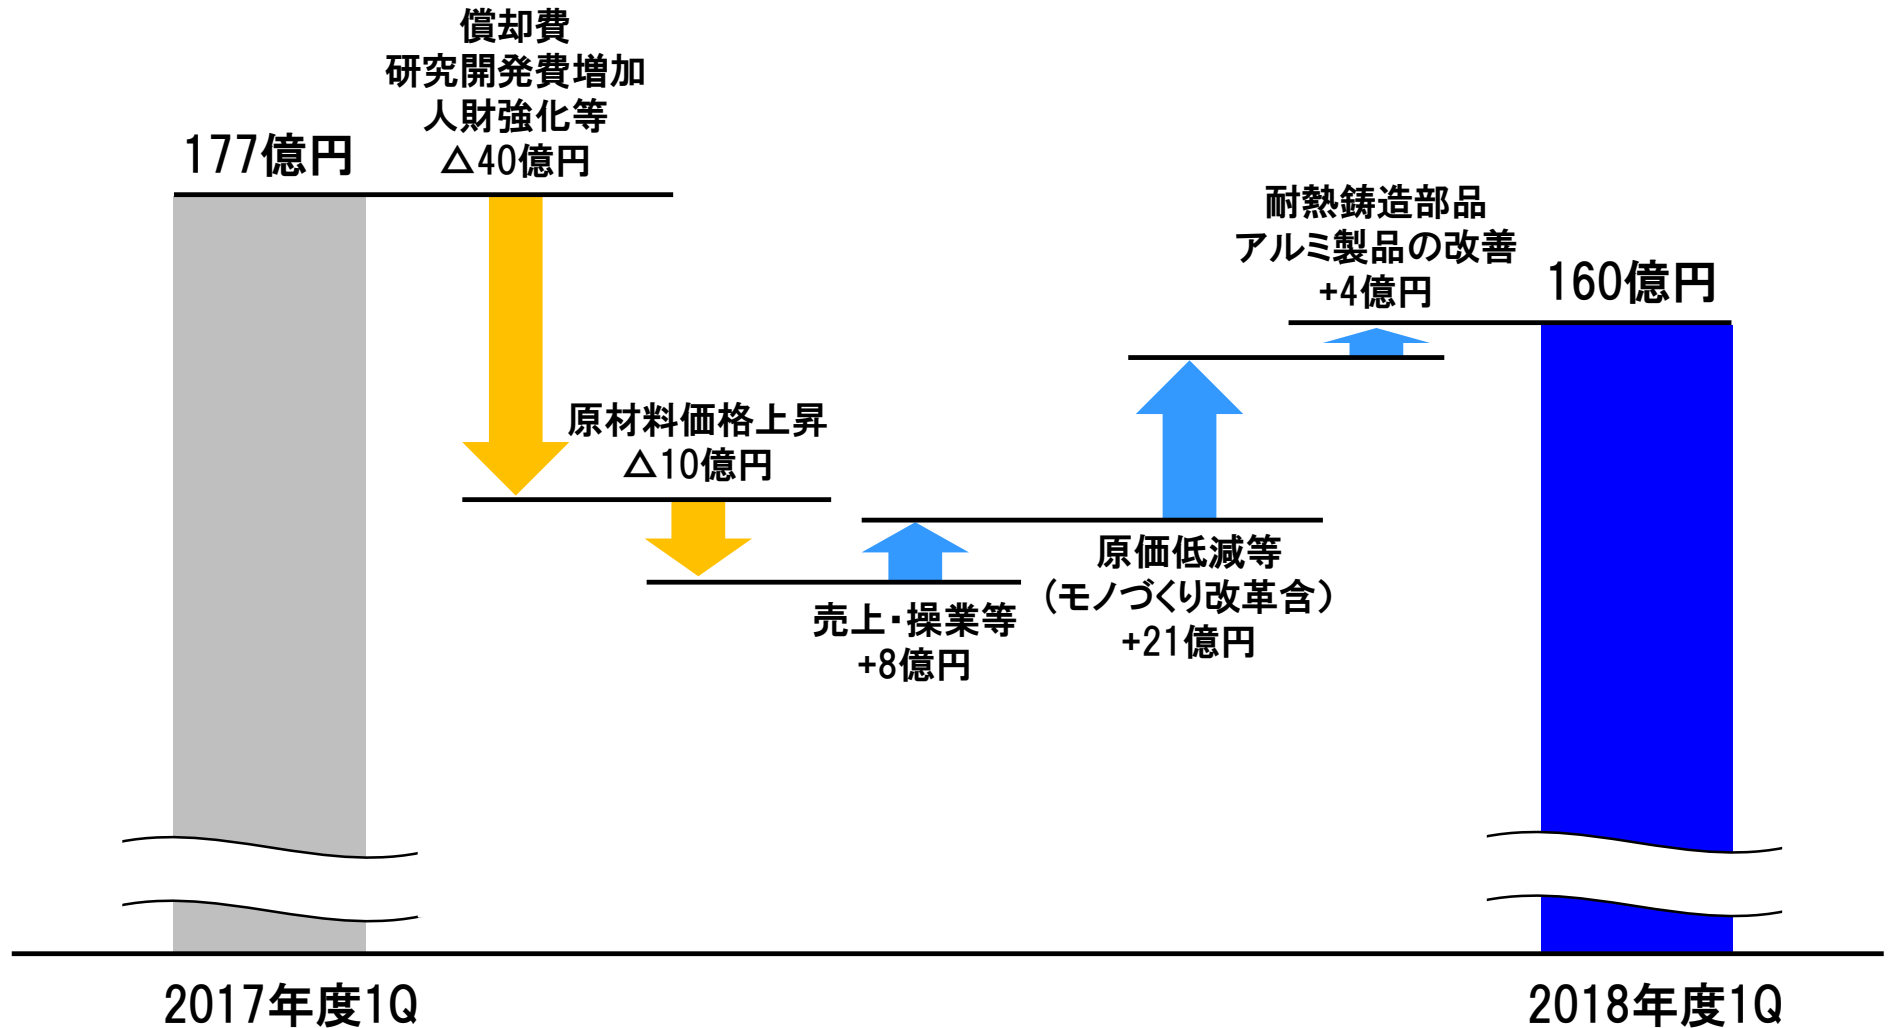 償却費
研究開発費増加
人財強化等
△40億円
177億円
原材料価格上昇
△10億円
売上・操業等
+8億円
原価低減等
(モノづくり改革含)
+21億円
耐熱鋳造部品
アルミ製品の改善
+4億円
160億円
2017年度1Q
2018年度1Q